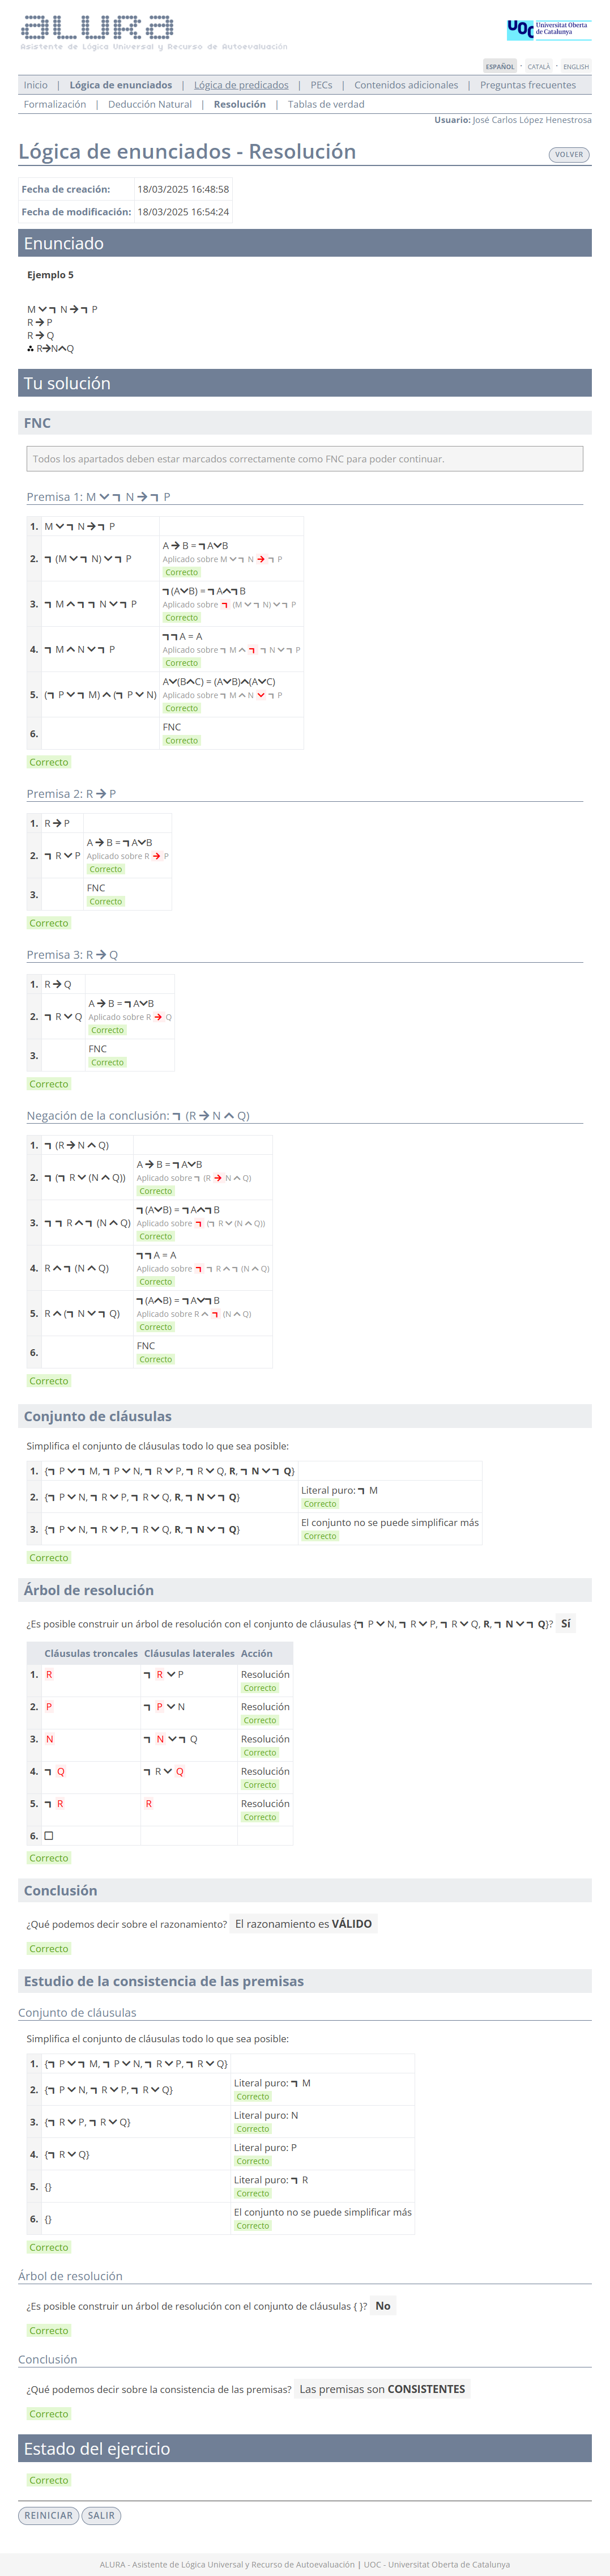 alura
Asistente de Lógica Universal y Recurso de Autoevaluación
UOC Universitat Oberta
de Catalunya
ESPAÑOL · CATALÀ · ENGLISH
Inicio | Lógica de enunciados | Lógica de predicados | PECs | Contenidos adicionales | Preguntas frecuentes
Formalización | Deducción Natural | Resolución | Tablas de verdad
Usuario: José Carlos López Henestrosa
Lógica de enunciados - Resolución
VOLVER
Fecha de creación: 18/03/2025 16:48:58
Fecha de modificación: 18/03/2025 16:54:24
Enunciado
Ejemplo 5
M ∨ ¬ N → ¬ P
R → P
R → Q
∴ R→N∧Q
Tu solución
FNC
Todos los apartados deben estar marcados correctamente como FNC para poder continuar.
Premisa 1: M ∨ ¬ N → ¬ P
1. M ∨ ¬ N → ¬ P
2. ¬ (M ∨ ¬ N) ∨ ¬ P A → B = ¬A∨B
Aplicado sobre M ∨ ¬ N → ¬ P
Correcto
3. ¬ M ∧ ¬ ¬ N ∨ ¬ P ¬(A∨B) = ¬A∧¬B
Aplicado sobre ¬ (M ∨ ¬ N) ∨ ¬ P
Correcto
4. ¬ M ∧ N ∨ ¬ P ¬¬A = A
Aplicado sobre ¬ M ∧ ¬ ¬ N ∨ ¬ P
Correcto
5. (¬ P ∨ ¬ M) ∧ (¬ P ∨ N) A∨(B∧C) = (A∨B)∧(A∨C)
Aplicado sobre ¬ M ∧ N ∨ ¬ P
Correcto
6. FNC
Correcto
Correcto
Premisa 2: R → P
1. R → P
2. ¬ R ∨ P A → B = ¬A∨B
Aplicado sobre R → P
Correcto
3. FNC
Correcto
Correcto
Premisa 3: R → Q
1. R → Q
2. ¬ R ∨ Q A → B = ¬A∨B
Aplicado sobre R → Q
Correcto
3. FNC
Correcto
Correcto
Negación de la conclusión: ¬ (R → N ∧ Q)
1. ¬ (R → N ∧ Q)
2. ¬ (¬ R ∨ (N ∧ Q)) A → B = ¬A∨B
Aplicado sobre ¬ (R → N ∧ Q)
Correcto
3. ¬ ¬ R ∧ ¬ (N ∧ Q) ¬(A∨B) = ¬A∧¬B
Aplicado sobre ¬ (¬ R ∨ (N ∧ Q))
Correcto
4. R ∧ ¬ (N ∧ Q) ¬¬A = A
Aplicado sobre ¬ ¬ R ∧ ¬ (N ∧ Q)
Correcto
5. R ∧ (¬ N ∨ ¬ Q) ¬(A∧B) = ¬A∨¬B
Aplicado sobre R ∧ ¬ (N ∧ Q)
Correcto
6. FNC
Correcto
Correcto
Conjunto de cláusulas
Simplifica el conjunto de cláusulas todo lo que sea posible:
1. {¬ P ∨ ¬ M, ¬ P ∨ N, ¬ R ∨ P, ¬ R ∨ Q, R, ¬ N ∨ ¬ Q}
2. {¬ P ∨ N, ¬ R ∨ P, ¬ R ∨ Q, R, ¬ N ∨ ¬ Q} Literal puro: ¬ M
Correcto
3. {¬ P ∨ N, ¬ R ∨ P, ¬ R ∨ Q, R, ¬ N ∨ ¬ Q} El conjunto no se puede simplificar más
Correcto
Correcto
Árbol de resolución
¿Es posible construir un árbol de resolución con el conjunto de cláusulas {¬ P ∨ N, ¬ R ∨ P, ¬ R ∨ Q, R, ¬ N ∨ ¬ Q}? Sí
Cláusulas troncales Cláusulas laterales Acción
1. R ¬ R ∨ P Resolución
Correcto
2. P ¬ P ∨ N Resolución
Correcto
3. N ¬ N ∨ ¬ Q Resolución
Correcto
4. ¬ Q ¬ R ∨ Q Resolución
Correcto
5. ¬ R R Resolución
Correcto
6. □
Correcto
Conclusión
¿Qué podemos decir sobre el razonamiento? El razonamiento es VÁLIDO
Correcto
Estudio de la consistencia de las premisas
Conjunto de cláusulas
Simplifica el conjunto de cláusulas todo lo que sea posible:
1. {¬ P ∨ ¬ M, ¬ P ∨ N, ¬ R ∨ P, ¬ R ∨ Q}
2. {¬ P ∨ N, ¬ R ∨ P, ¬ R ∨ Q} Literal puro: ¬ M
Correcto
3. {¬ R ∨ P, ¬ R ∨ Q} Literal puro: N
Correcto
4. {¬ R ∨ Q} Literal puro: P
Correcto
5. {} Literal puro: ¬ R
Correcto
6. {} El conjunto no se puede simplificar más
Correcto
Correcto
Árbol de resolución
¿Es posible construir un árbol de resolución con el conjunto de cláusulas { }? No
Correcto
Conclusión
¿Qué podemos decir sobre la consistencia de las premisas? Las premisas son CONSISTENTES
Correcto
Estado del ejercicio
Correcto
REINICIAR SALIR
ALURA - Asistente de Lógica Universal y Recurso de Autoevaluación | UOC - Universitat Oberta de Catalunya